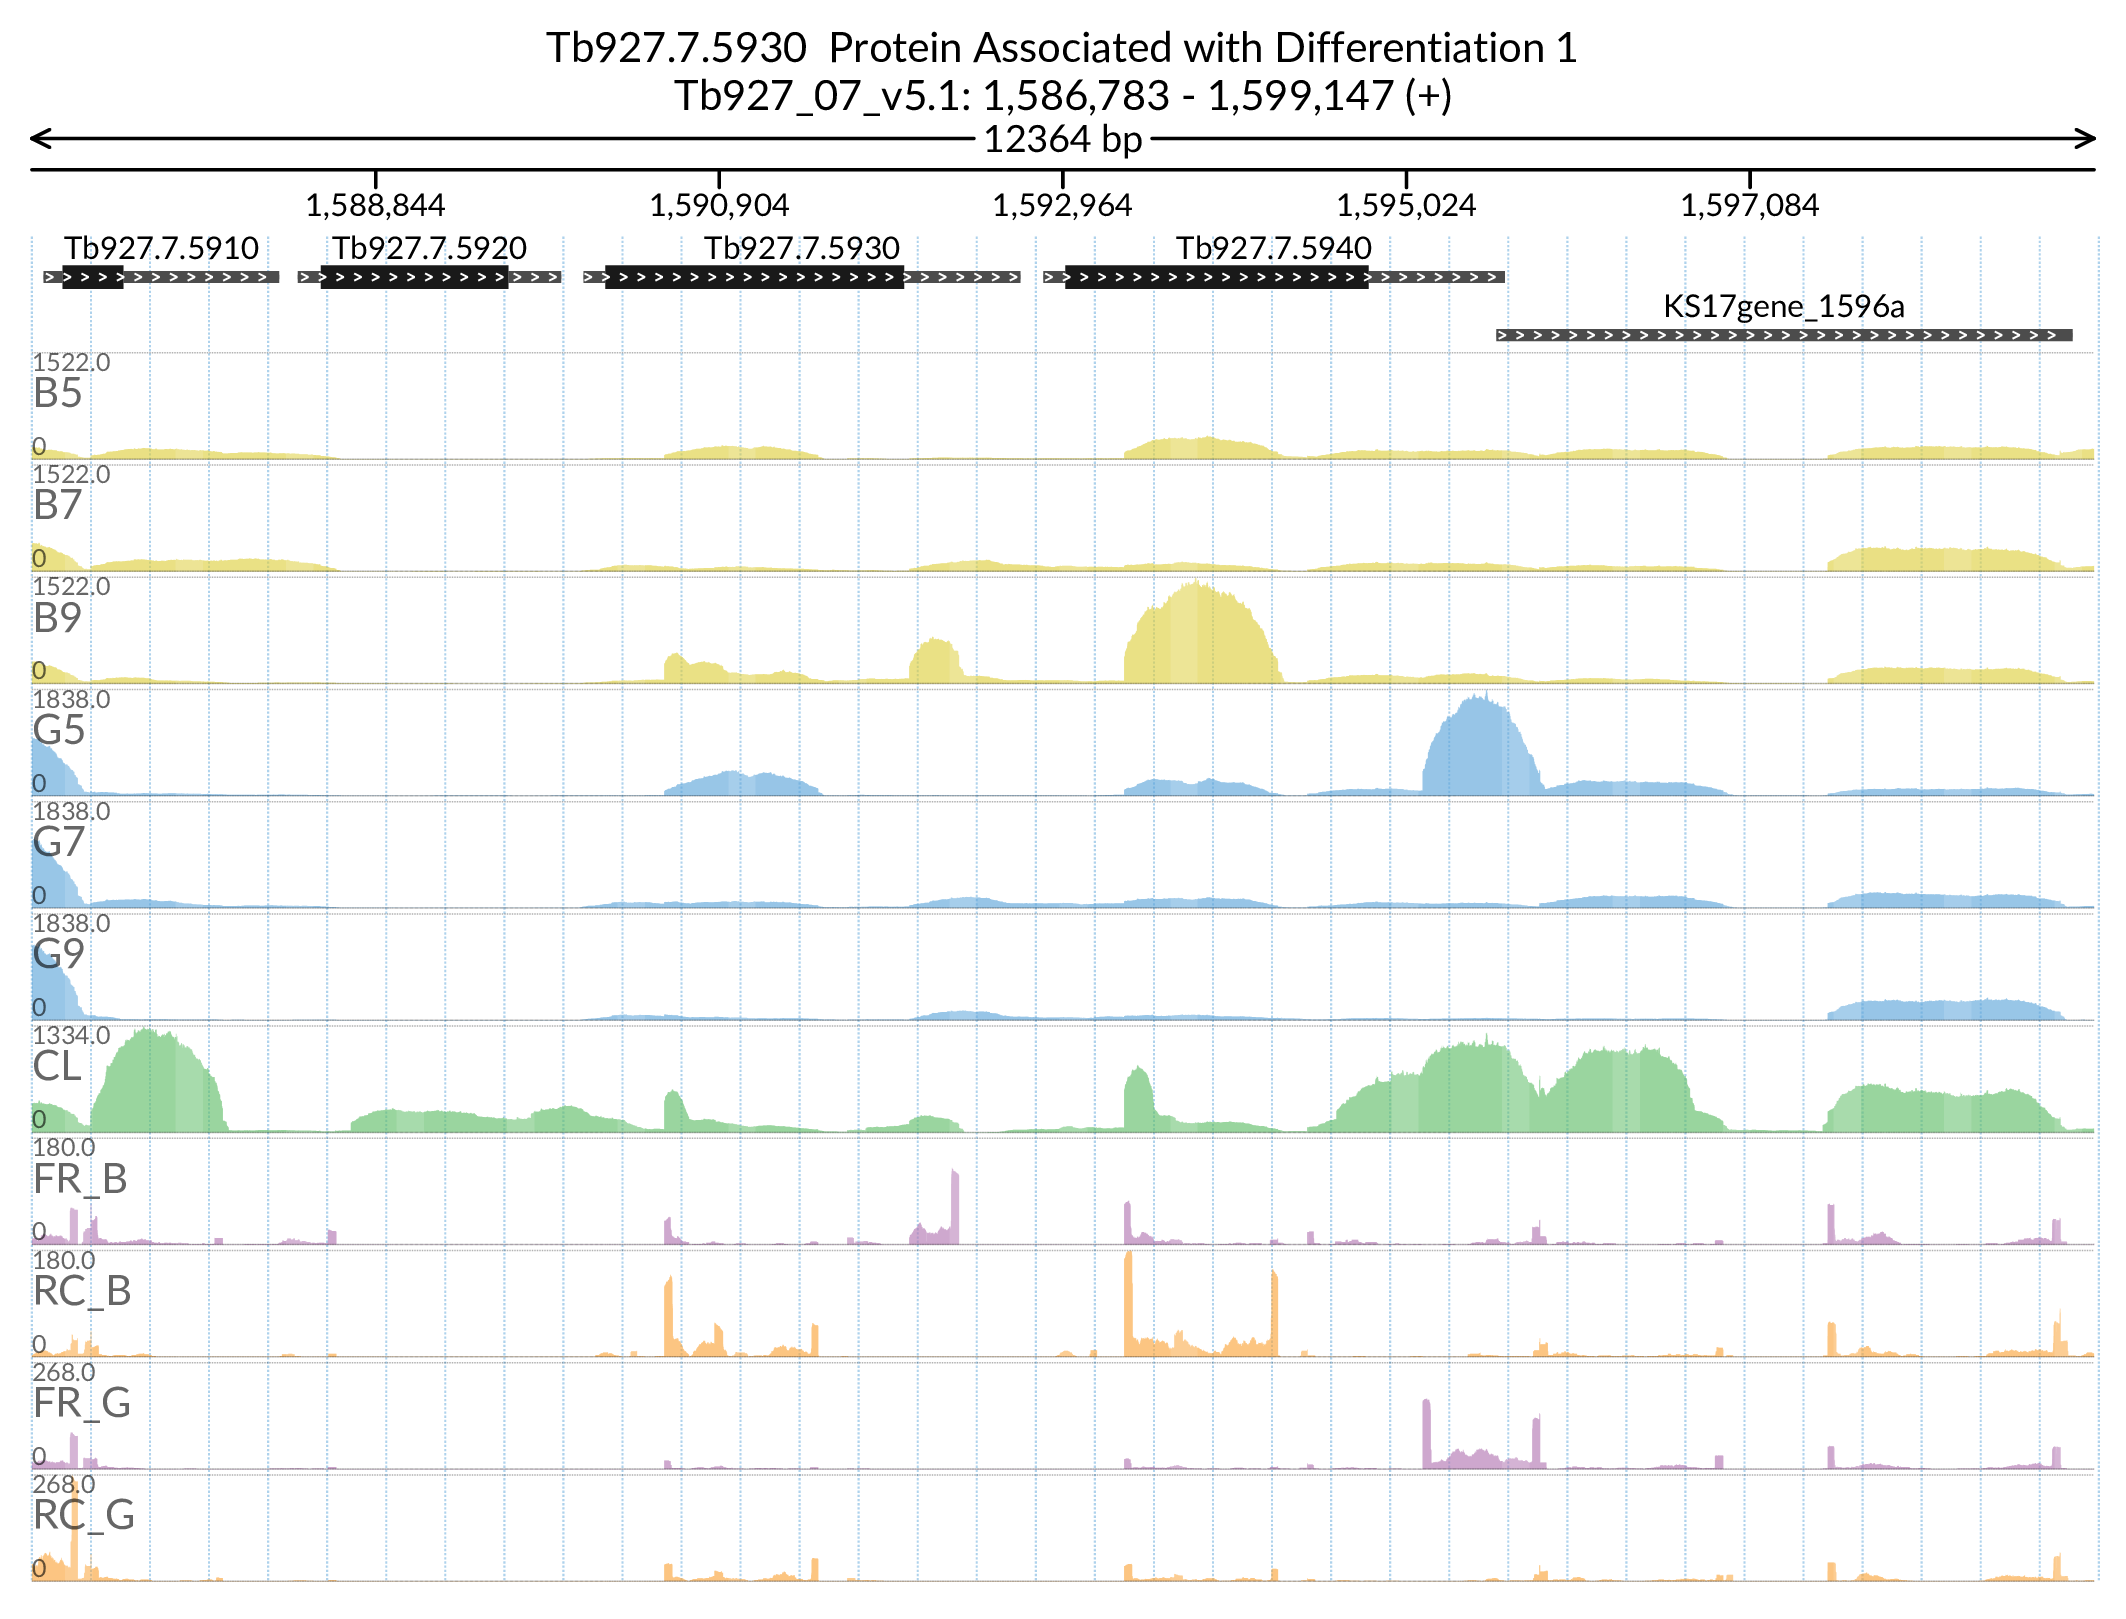 Tb927.7.5930 Protein Associated with Differentiation 1
Tb927_07_v5.1: 1,586,783 - 1,599,147 (+)
12364 bp
1,588,844 1,590,904 1,592,964 1,595,024 1,597,084
Tb927.7.5910 Tb927.7.5920 Tb927.7.5930 Tb927.7.5940
KS17gene_1596a
1522.0
B5
0
1522.0
B7
0
1522.0
B9
0
1838.0
G5
0
1838.0
G7
0
1838.0
G9
0
1334.0
CL
0
180.0
FR_B
0
180.0
RC_B
0
268.0
FR_G
0
268.0
RC_G
0